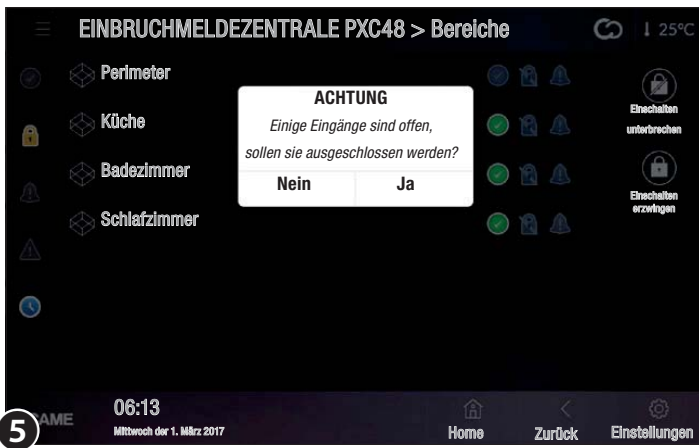 EINBRUCHMELDEZENTRALE PXC48 > Bereiche
25°C
Perimeter
Küche
Badezimmer
Schlafzimmer
ACHTUNG
Einige Eingänge sind offen,
sollen sie ausgeschlossen werden?
Nein Ja
Einschalten
unterbrechen
Einschalten
erzwingen
06:13
Mittwoch der 1. März 2017
Home
Zurück
Einstellungen
5